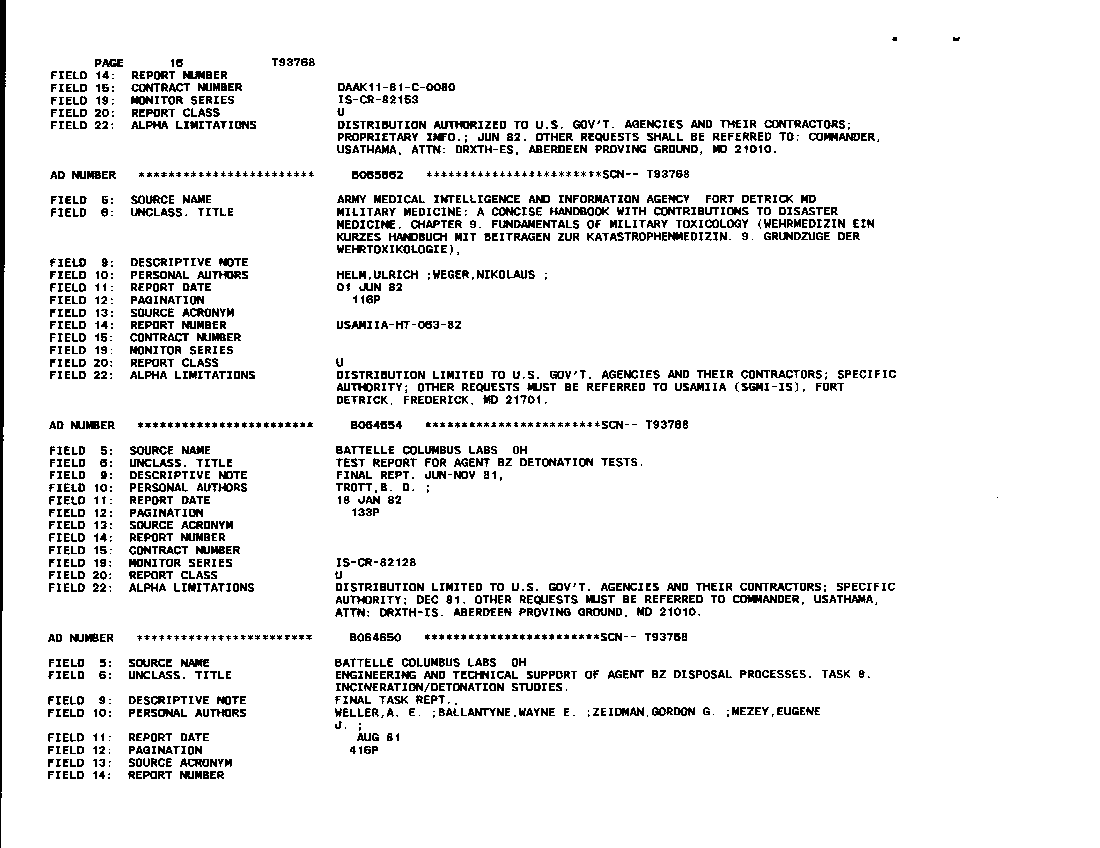 PAGE 16 T93768
FIELD 14: REPORT NUMBER
FIELD 15: CONTRACT NUMBER DAAK11-81-C-0080
FIELD 19: MONITOR SERIES IS-CR-82153
FIELD 20: REPORT CLASS U
FIELD 22: ALPHA LIMITATIONS DISTRIBUTION AUTHORIZED TO U.S. GOV'T. AGENCIES AND THEIR CONTRACTORS;
PROPRIETARY INFO.; JUN 82. OTHER REQUESTS SHALL BE REFERRED TO: COMMANDER,
USATHAMA, ATTN: DRXTH-ES, ABERDEEN PROVING GROUND, MD 21010.
AD NUMBER ************************ B065862 ************************SCN-- T93768
FIELD 5: SOURCE NAME ARMY MEDICAL INTELLIGENCE AND INFORMATION AGENCY FORT DETRICK MD
FIELD 6: UNCLASS. TITLE MILITARY MEDICINE: A CONCISE HANDBOOK WITH CONTRIBUTIONS TO DISASTER
MEDICINE. CHAPTER 9. FUNDAMENTALS OF MILITARY TOXICOLOGY (WEHRMEDIZIN EIN
KURZES HANDBUCH MIT BEITRAGEN ZUR KATASTROPHENMEDIZIN. 9. GRUNDZUGE DER
WEHRTOXIKOLOGIE),
FIELD 9: DESCRIPTIVE NOTE
FIELD 10: PERSONAL AUTHORS HELM,ULRICH ;WEGER,NIKOLAUS ;
FIELD 11: REPORT DATE 01 JUN 82
FIELD 12: PAGINATION 116P
FIELD 13: SOURCE ACRONYM
FIELD 14: REPORT NUMBER USAMIIA-HT-063-82
FIELD 15: CONTRACT NUMBER
FIELD 19: MONITOR SERIES
FIELD 20: REPORT CLASS U
FIELD 22: ALPHA LIMITATIONS DISTRIBUTION LIMITED TO U.S. GOV'T. AGENCIES AND THEIR CONTRACTORS; SPECIFIC
AUTHORITY; OTHER REQUESTS MUST BE REFERRED TO USAMIIA (SGMI-IS), FORT
DETRICK, FREDERICK, MD 21701.
AD NUMBER ************************ B064654 ************************SCN-- T93768
FIELD 5: SOURCE NAME BATTELLE COLUMBUS LABS OH
FIELD 6: UNCLASS. TITLE TEST REPORT FOR AGENT BZ DETONATION TESTS.
FIELD 9: DESCRIPTIVE NOTE FINAL REPT. JUN-NOV 81,
FIELD 10: PERSONAL AUTHORS TROTT,B. D. ;
FIELD 11: REPORT DATE 18 JAN 82
FIELD 12: PAGINATION 133P
FIELD 13: SOURCE ACRONYM
FIELD 14: REPORT NUMBER
FIELD 15: CONTRACT NUMBER
FIELD 19: MONITOR SERIES IS-CR-82128
FIELD 20: REPORT CLASS U
FIELD 22: ALPHA LIMITATIONS DISTRIBUTION LIMITED TO U.S. GOV'T. AGENCIES AND THEIR CONTRACTORS; SPECIFIC
AUTHORITY; DEC 81. OTHER REQUESTS MUST BE REFERRED TO COMMANDER, USATHAMA,
ATTN: DRXTH-IS. ABERDEEN PROVING GROUND, MD 21010.
AD NUMBER ************************ B064650 ************************SCN-- T93768
FIELD 5: SOURCE NAME BATTELLE COLUMBUS LABS OH
FIELD 6: UNCLASS. TITLE ENGINEERING AND TECHNICAL SUPPORT OF AGENT BZ DISPOSAL PROCESSES. TASK 8.
INCINERATION/DETONATION STUDIES.
FIELD 9: DESCRIPTIVE NOTE FINAL TASK REPT.,
FIELD 10: PERSONAL AUTHORS WELLER,A. E. ;BALLANTYNE,WAYNE E. ;ZEIDMAN,GORDON G. ;MEZEY,EUGENE
J. ;
FIELD 11: REPORT DATE AUG 81
FIELD 12: PAGINATION 416P
FIELD 13: SOURCE ACRONYM
FIELD 14: REPORT NUMBER